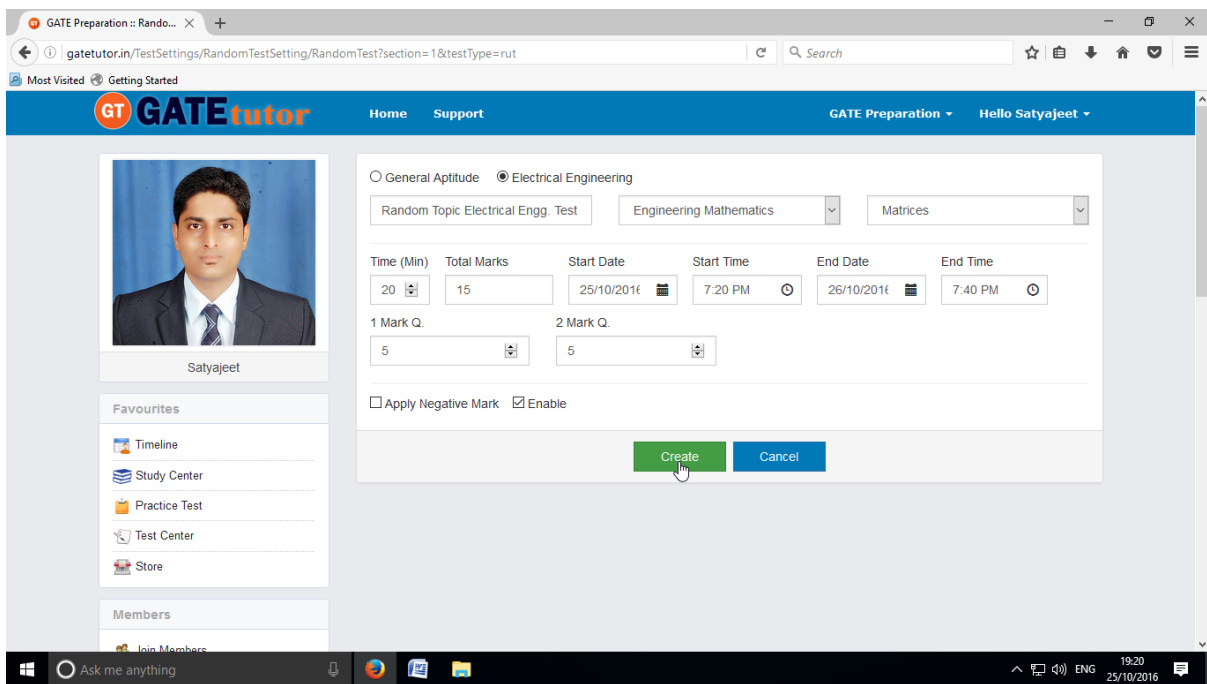 GATE Preparation :: Rando...
gatetutor.in/TestSettings/RandomTestSetting/RandomTest?section=1&testType=rut
Search
Most Visited Getting Started
GT GATEtutor Home Support GATE Preparation Hello Satyajeet
General Aptitude Electrical Engineering
Random Topic Electrical Engg. Test Engineering Mathematics Matrices
Time (Min) Total Marks Start Date Start Time End Date End Time
20 15 25/10/2016 7:20 PM 26/10/2016 7:40 PM
1 Mark Q. 2 Mark Q.
5 5
Apply Negative Mark Enable
Create Cancel
Satyajeet
Favourites
Timeline
Study Center
Practice Test
Test Center
Store
Members
Join Members
Ask me anything
ENG
19:20
25/10/2016